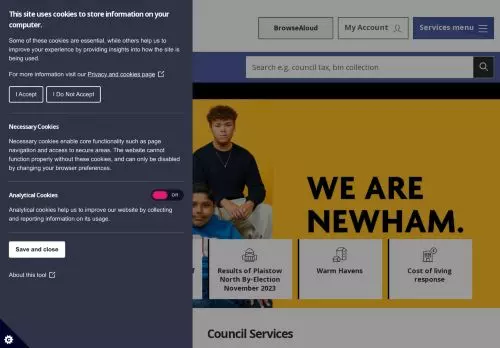 This site uses cookies to store information on your
computer.
Some of these cookies are essential, while others help us to
improve your experience by providing insights into how the site is
being used.
For more information visit our Privacy and cookies page
I Accept
I Do Not Accept
Necessary Cookies
Necessary cookies enable core functionality such as page
navigation and access to secure areas. The website cannot
function properly without these cookies, and can only be disabled
by changing your browser preferences.
Analytical Cookies
Off
Analytical cookies help us to improve our website by collecting
and reporting information on its usage.
Save and close
About this tool
BrowseAloud
My Account
Services menu
Search e.g. council tax, bin collection
WE ARE
NEWHAM.
Results of Plaistow
North By-Election
November 2023
Warm Havens
Cost of living
response
Council Services